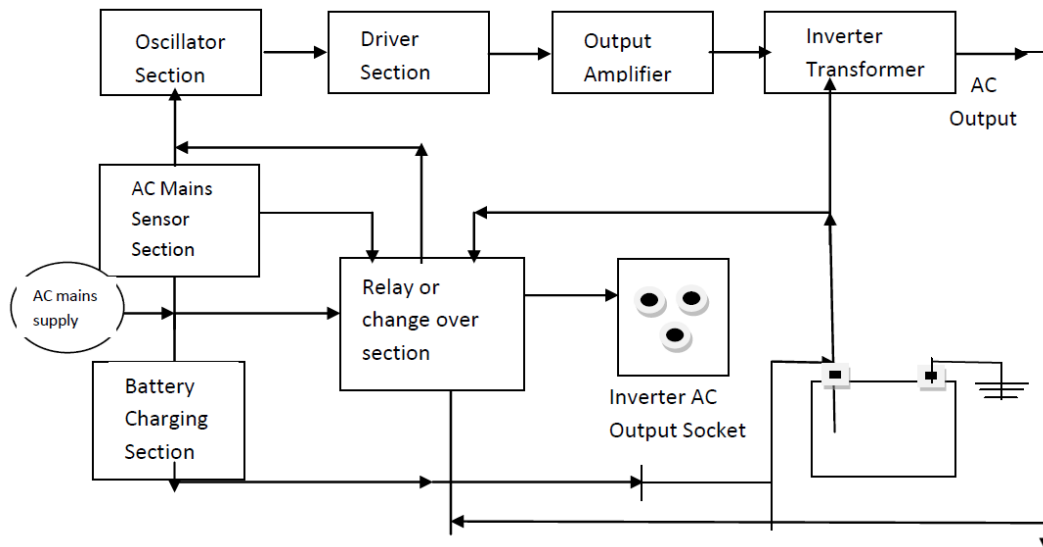 Oscillator
Section
Driver
Section
Output
Amplifier
Inverter
Transformer
AC
Output
AC Mains
Sensor
Section
AC mains
supply
Relay or
change over
section
Battery
Charging
Section
Inverter AC
Output Socket